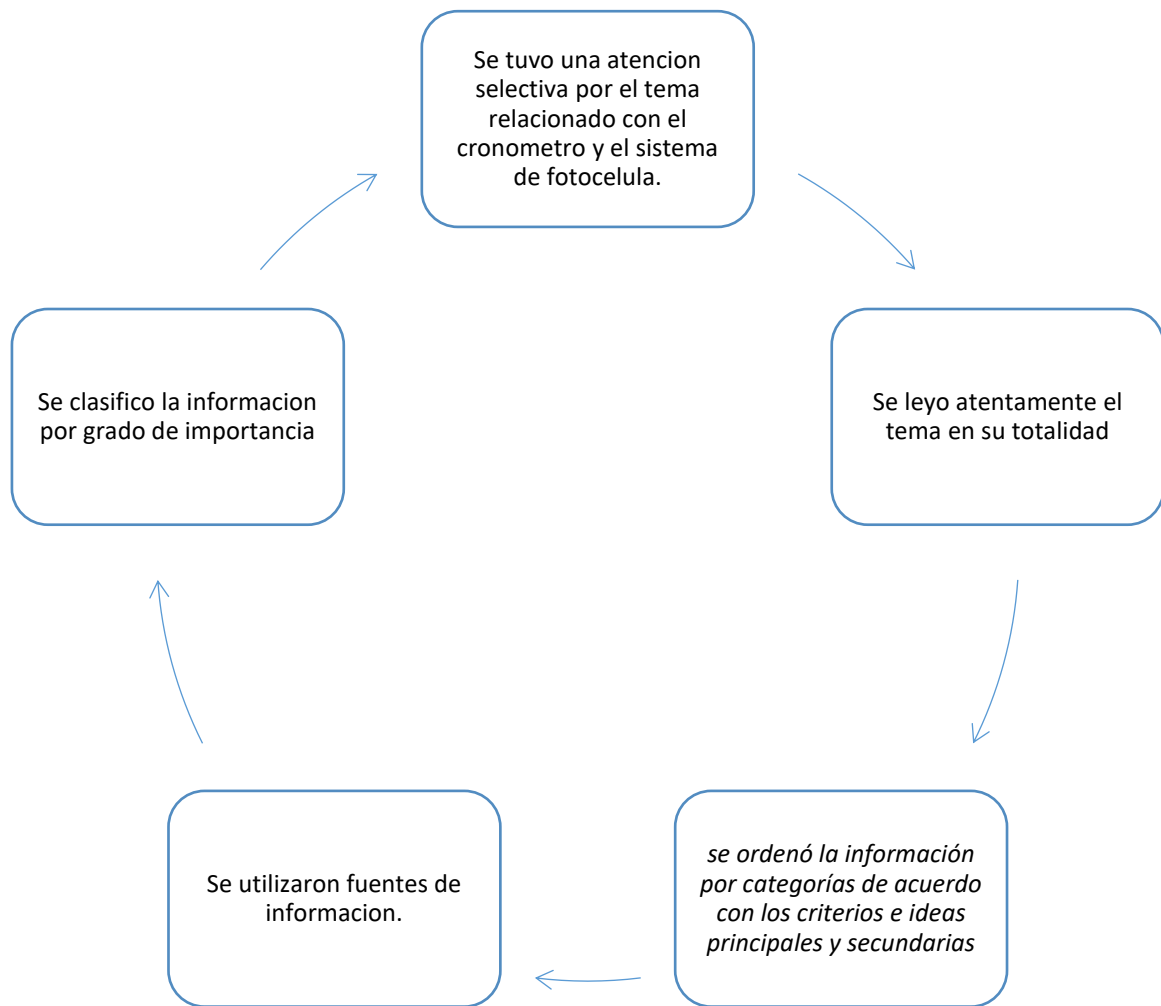 Se tuvo una atencion
selectiva por el tema
relacionado con el
cronometro y el sistema
de fotocelula.
Se leyo atentamente el
tema en su totalidad
se ordenó la información
por categorías de acuerdo
con los criterios e ideas
principales y secundarias
Se utilizaron fuentes de
informacion.
Se clasifico la informacion
por grado de importancia